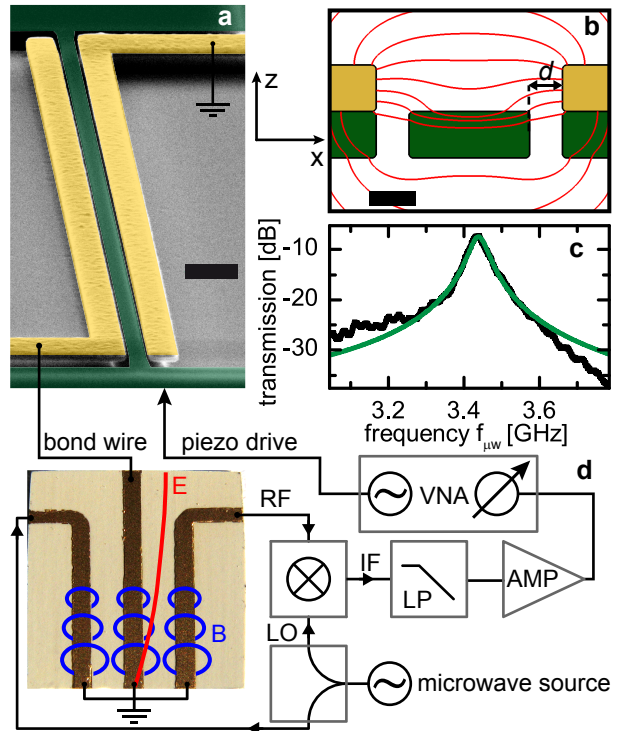 a
z
x
b
d
c
transmission [dB]
-10
-20
-30
3.2
3.4
3.6
frequency fμw [GHz]
bond wire
piezo drive
d
VNA
E
B
RF
IF
LP
AMP
LO
microwave source